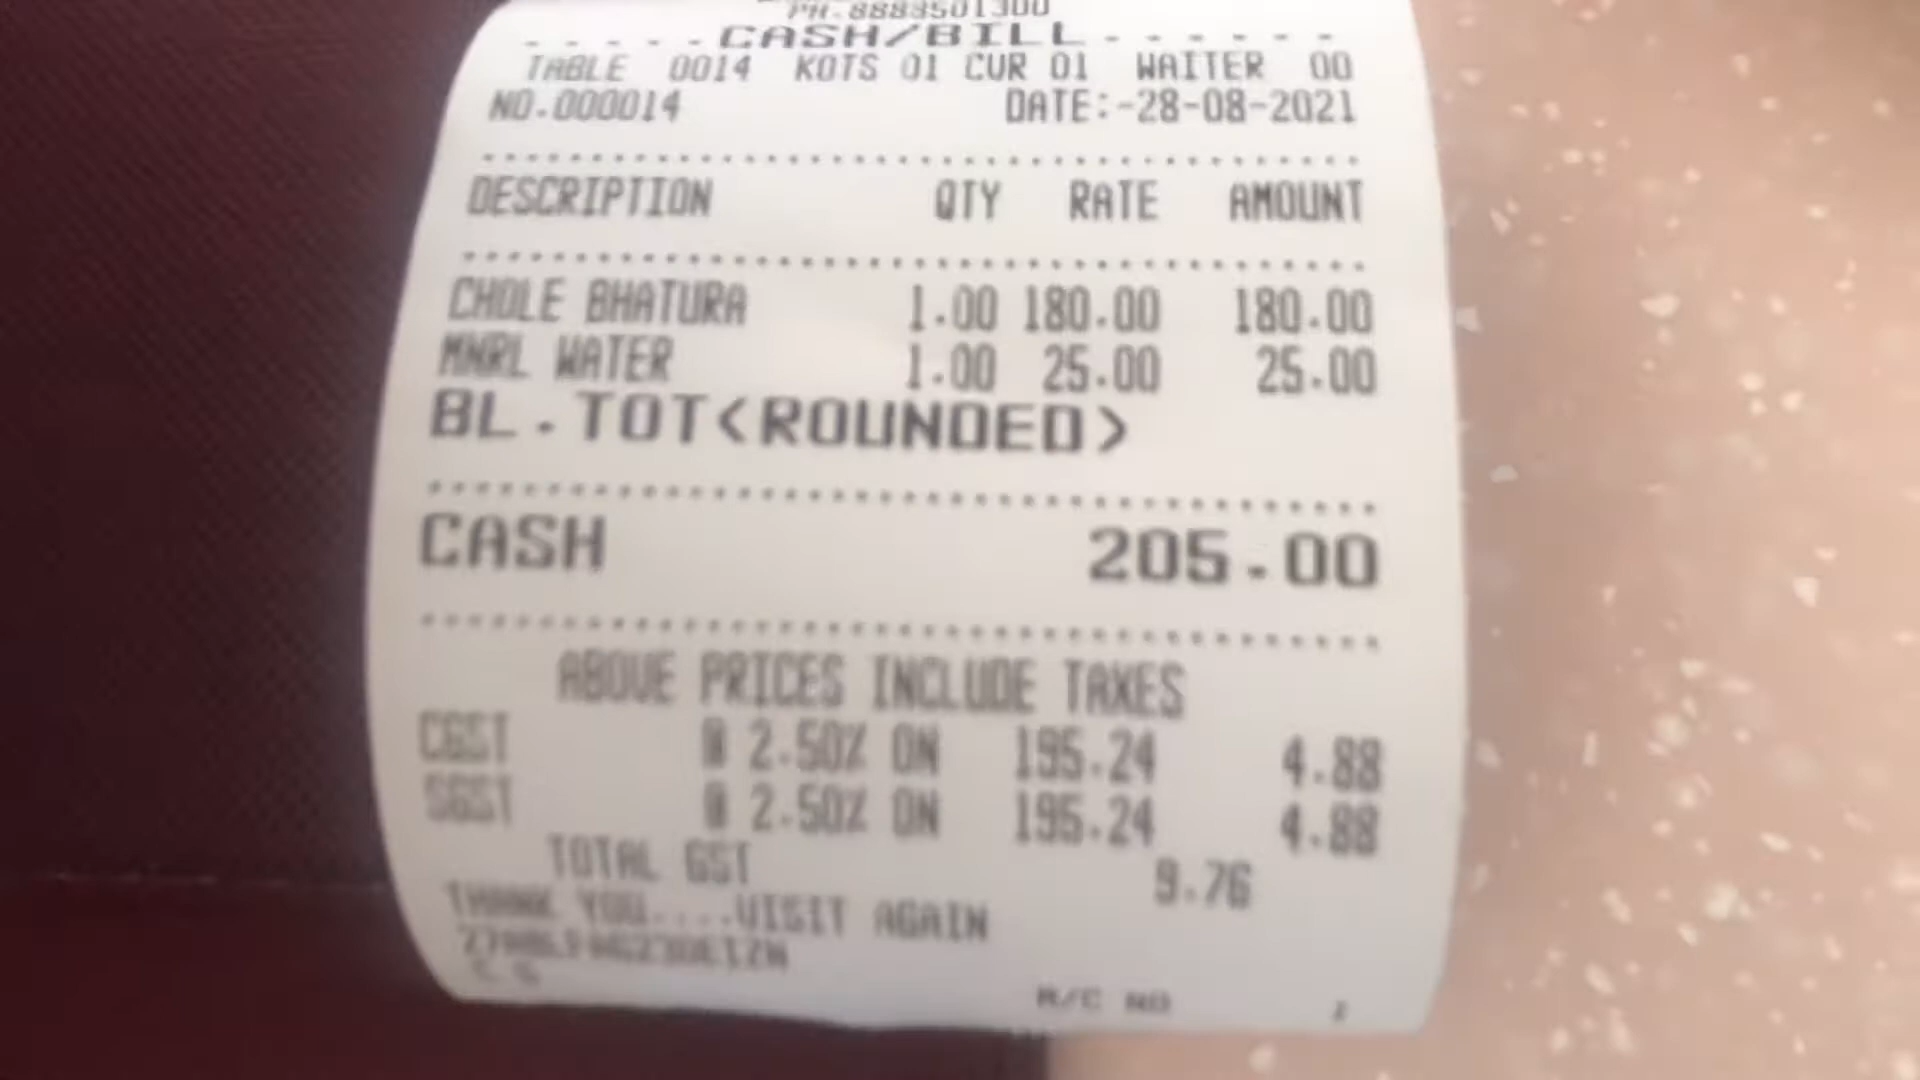 PH.8883501300
- - - - - CASH/BILL - - - - - -
TABLE 0014 KOTS 01 CUR 01 WAITER 00
NO.000014 DATE:-28-08-2021
DESCRIPTION QTY RATE AMOUNT
CHOLE BHATURA 1.00 180.00 180.00
MNRL WATER 1.00 25.00 25.00
BL.TOT<ROUNDED>
CASH 205.00
ABOVE PRICES INCLUDE TAXES
CGST @ 2.50% ON 195.24 4.88
SGST @ 2.50% ON 195.24 4.88
TOTAL GST 9.76
THANK YOU....VISIT AGAIN